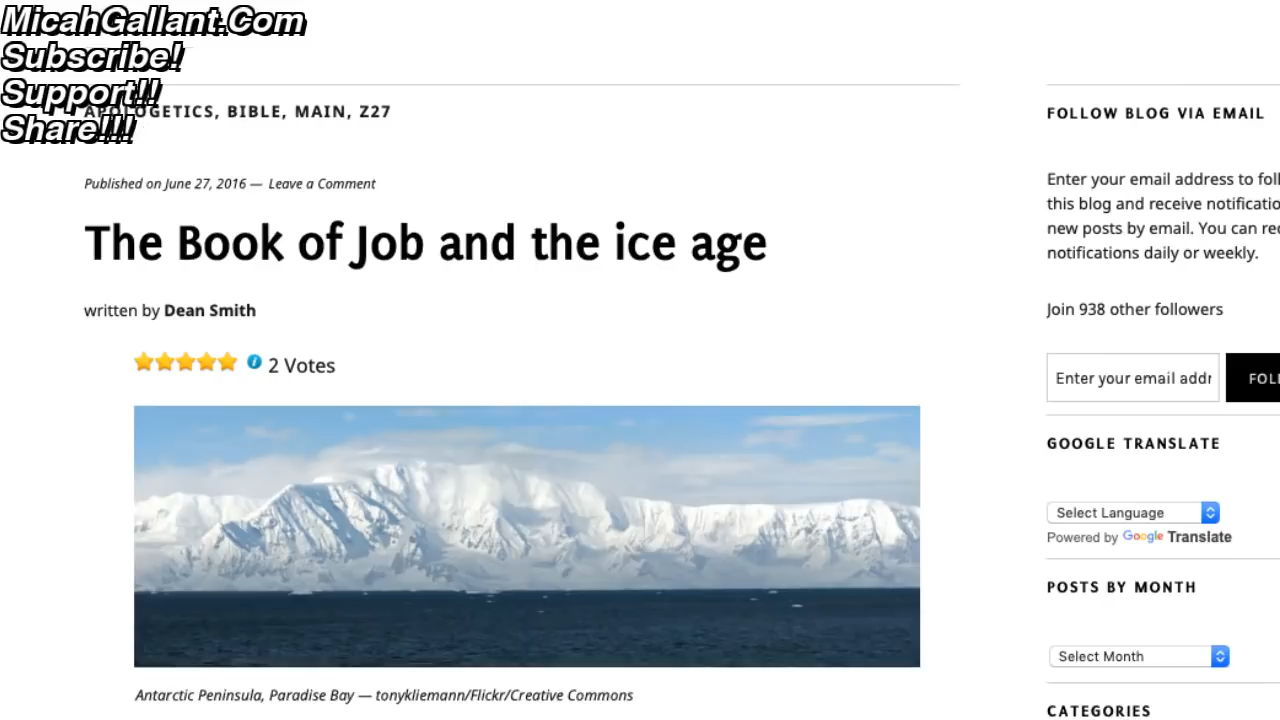 MicahGallant.Com
Subscribe!
Support!!
Share!!!
APOLOGETICS, BIBLE, MAIN, Z27
Published on June 27, 2016 — Leave a Comment
The Book of Job and the ice age
written by Dean Smith
2 Votes
Antarctic Peninsula, Paradise Bay — tonykliemann/Flickr/Creative Commons
FOLLOW BLOG VIA EMAIL
Enter your email address to foll
this blog and receive notificatio
new posts by email. You can rec
notifications daily or weekly.
Join 938 other followers
Enter your email addr
FOLL
GOOGLE TRANSLATE
Select Language
Powered by Google Translate
POSTS BY MONTH
Select Month
CATEGORIES